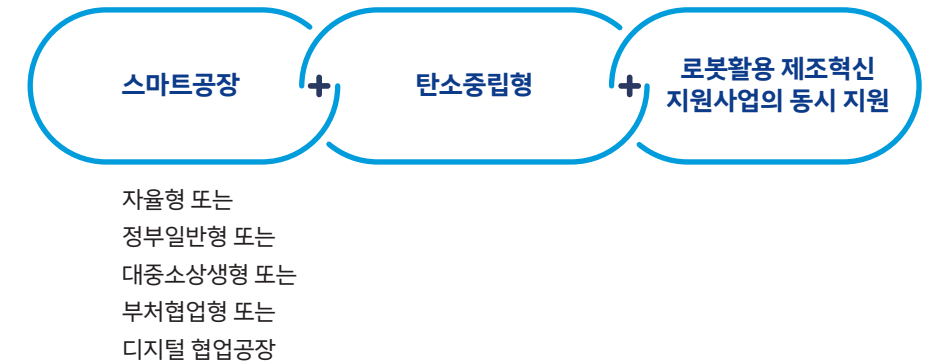 스마트공장
+
탄소중립형
+
로봇활용 제조혁신
지원사업의 동시 지원
자율형 또는
정부일반형 또는
대중소상생형 또는
부처협업형 또는
디지털 협업공장